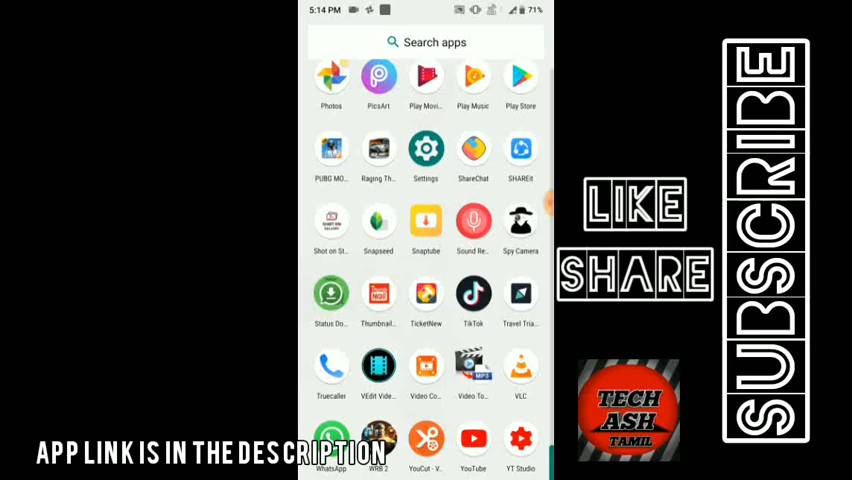 5:14 PM
71%
Search apps
Photos
PicsArt
Play Movi...
Play Music
Play Store
PUBG MO...
Raging Th...
Settings
ShareChat
SHAREit
Shot on St...
Snapseed
Snaptube
Sound Re...
Spy Camera
Status Do...
Thumbnail...
TicketNew
TikTok
Travel Tria...
Truecaller
VEdit Vide...
Video Co...
Video To...
VLC
WhatsApp
WRB 2
YouCut - V...
YouTube
YT Studio
MP3
LIKE
SHARE
SUBSCRIBE
TECH
ASH
TAMIL
APP LINK IS IN THE DESCRIPTION